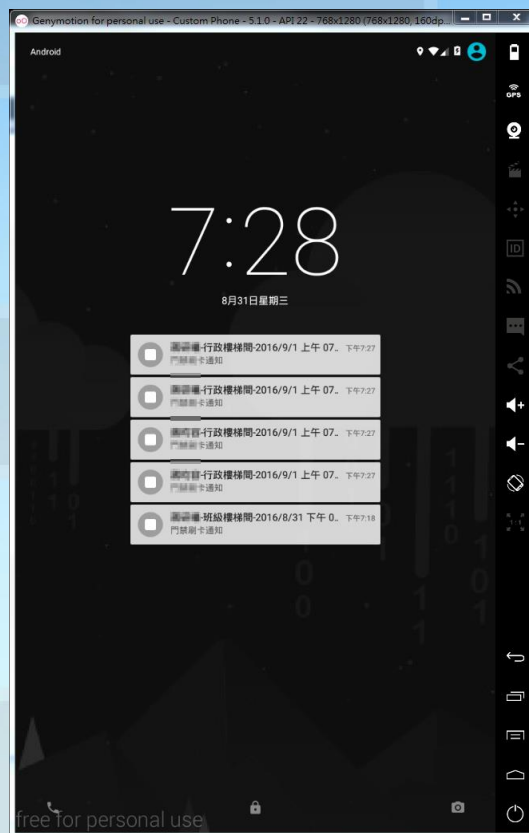 Genymotion for personal use - Custom Phone - 5.1.0 - API 22 - 768x1280 (768x1280, 160dp...
Android
GPS
ID
7:28
8月31日星期三
-行政樓梯間-2016/9/1 上午 07.. 下午7:27
門禁刷卡通知
-行政樓梯間-2016/9/1 上午 07.. 下午7:27
門禁刷卡通知
-行政樓梯間-2016/9/1 上午 07.. 下午7:27
門禁刷卡通知
-行政樓梯間-2016/9/1 上午 07.. 下午7:27
門禁刷卡通知
-班級樓梯間-2016/8/31 下午 0.. 下午7:18
門禁刷卡通知
free for personal use